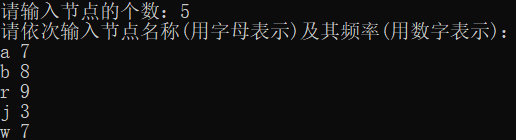 请输入节点的个数：5
请依次输入节点名称(用字母表示)及其频率(用数字表示)：
a 7
b 8
r 9
j 3
w 7